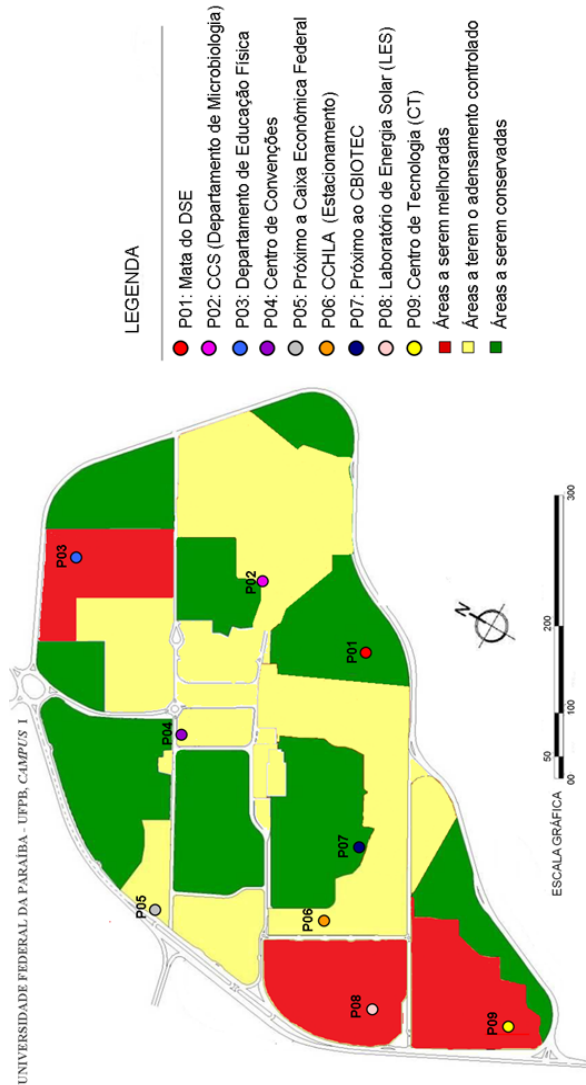 UNIVERSIDADE FEDERAL DA PARAÍBA - UFPB, CAMPUS I
P03
P02
P01
P04
P07
P05
P06
P08
P09
N
ESCALA GRÁFICA
00 50 100 200 300
LEGENDA
P01: Mata do DSE
P02: CCS (Departamento de Microbiologia)
P03: Departamento de Educação Física
P04: Centro de Convenções
P05: Próximo a Caixa Econômica Federal
P06: CCHLA (Estacionamento)
P07: Próximo ao CBIOTEC
P08: Laboratório de Energia Solar (LES)
P09: Centro de Tecnologia (CT)
Áreas a serem melhoradas
Áreas a terem o adensamento controlado
Áreas a serem conservadas